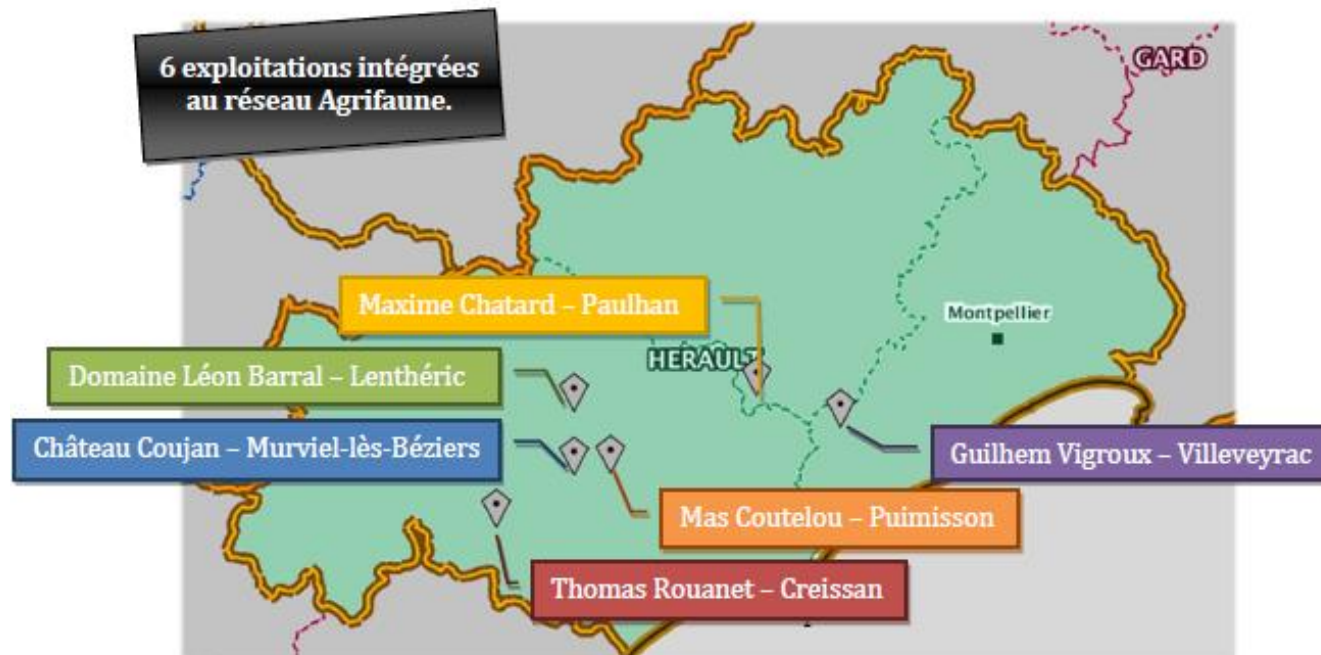 6 exploitations intégrées
au réseau Agrifaune.
GARD
Maxime Chatard – Paulhan
Montpellier
HERAULT
Domaine Léon Barral – Lenthéric
Château Coujan – Murviel-lès-Béziers
Guilhem Vigroux – Villeveyrac
Mas Coutelou – Puimisson
Thomas Rouanet – Creissan